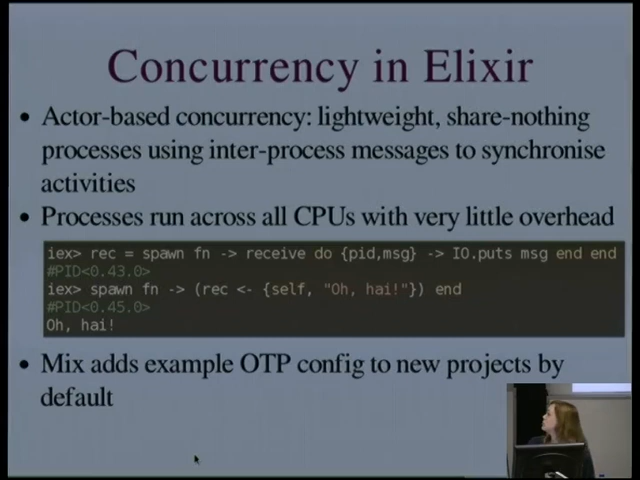 Concurrency in Elixir
• Actor-based concurrency: lightweight, share-nothing
processes using inter-process messages to synchronise
activities
• Processes run across all CPUs with very little overhead
iex> rec = spawn fn -> receive do {pid,msg} -> IO.puts msg end end
#PID<0.43.0>
iex> spawn fn -> (rec <- {self, "Oh, hai!"}) end
#PID<0.45.0>
Oh, hai!
• Mix adds example OTP config to new projects by
default